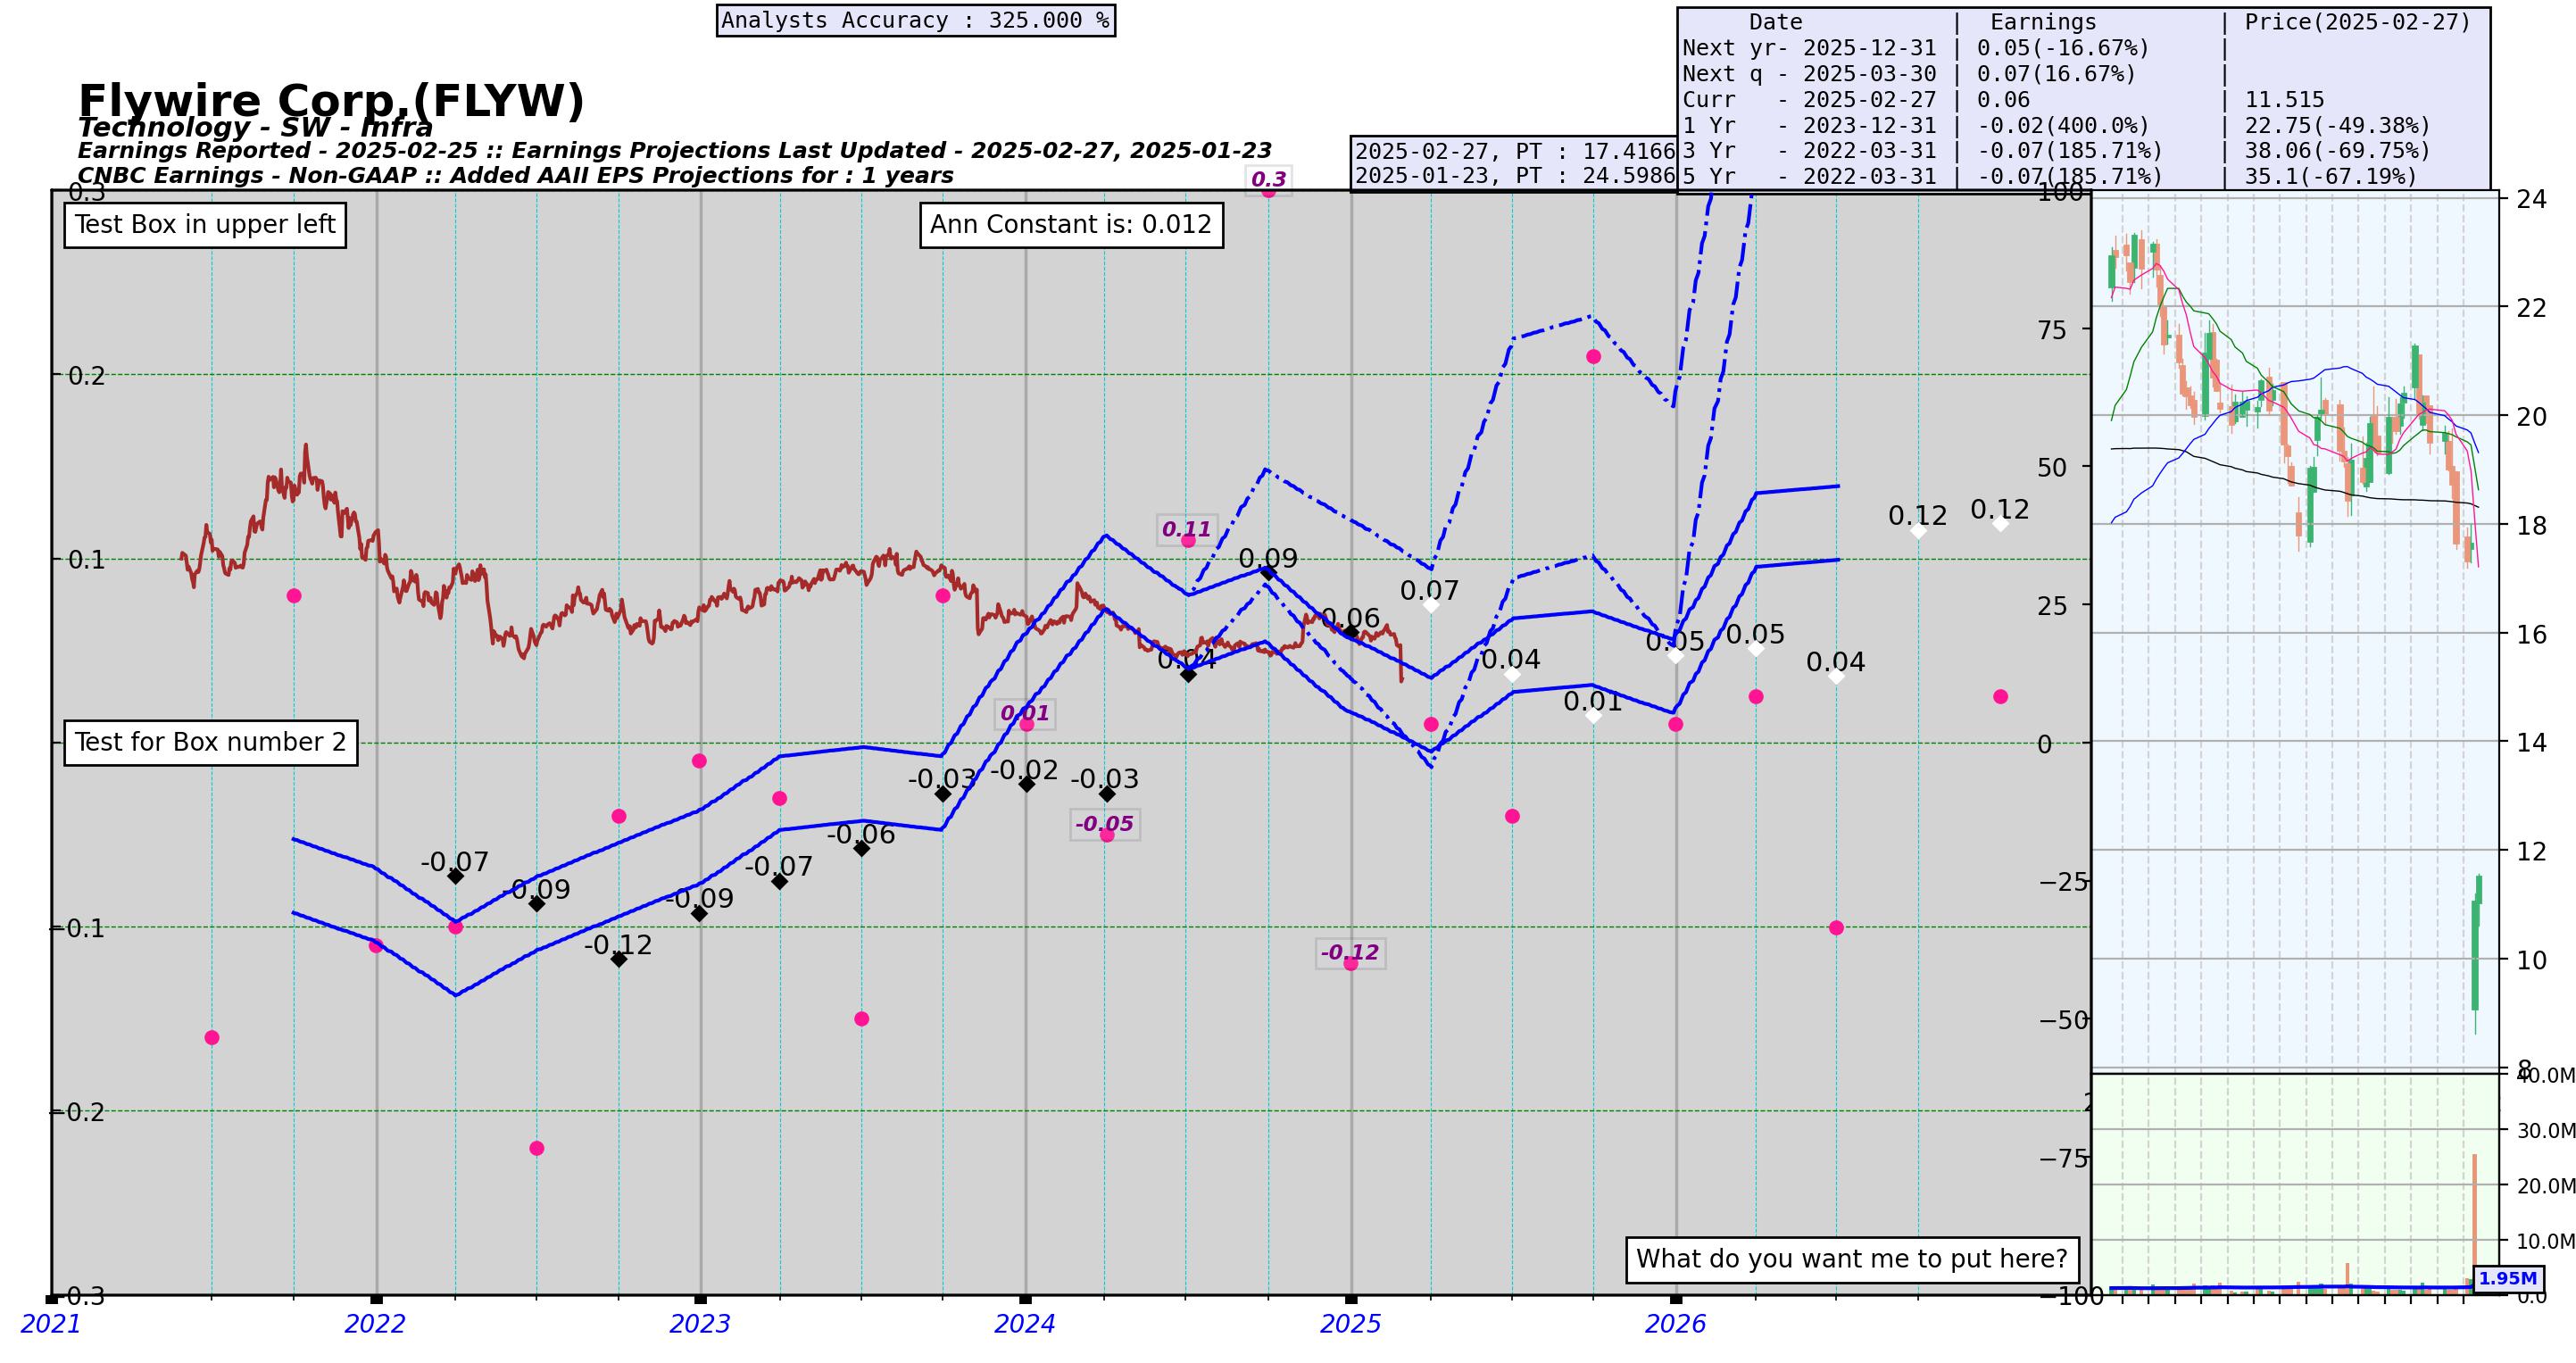 Analysts Accuracy : 325.000 %
Date | Earnings | Price(2025-02-27)
Next yr- 2025-12-31 | 0.05(-16.67%) |
Next q - 2025-03-30 | 0.07(16.67%) |
Curr - 2025-02-27 | 0.06 | 11.515
1 Yr - 2023-12-31 | -0.02(400.0%) | 22.75(-49.38%)
3 Yr - 2022-03-31 | -0.07(185.71%) | 38.06(-69.75%)
5 Yr - 2022-03-31 | -0.07(185.71%) | 35.1(-67.19%)
Flywire Corp,(FLYW)
Technology - SW - Infra
Earnings Reported - 2025-02-25 :: Earnings Projections Last Updated - 2025-02-27, 2025-01-23
CNBC Earnings - Non-GAAP :: Added AAII EPS Projections for : 1 years
2025-02-27, PT : 17.4166
2025-01-23, PT : 24.5986
Test Box in upper left
Ann Constant is: 0.012
Test for Box number 2
What do you want me to put here?
0.3
0.2
0.1
-0.1
-0.2
-0.3
0.3
0.11
0.09
0.07
0.06
0.04
0.01
-0.07
-0.09
-0.12
-0.09
-0.07
-0.06
-0.03
-0.02
-0.03
-0.05
-0.12
0.04
0.01
0.05
0.05
0.04
0.12
0.12
100
75
50
25
0
−25
−50
−75
−100
24
22
20
18
16
14
12
10
8
40.0M
30.0M
20.0M
10.0M
1.95M
0.0
2021
2022
2023
2024
2025
2026